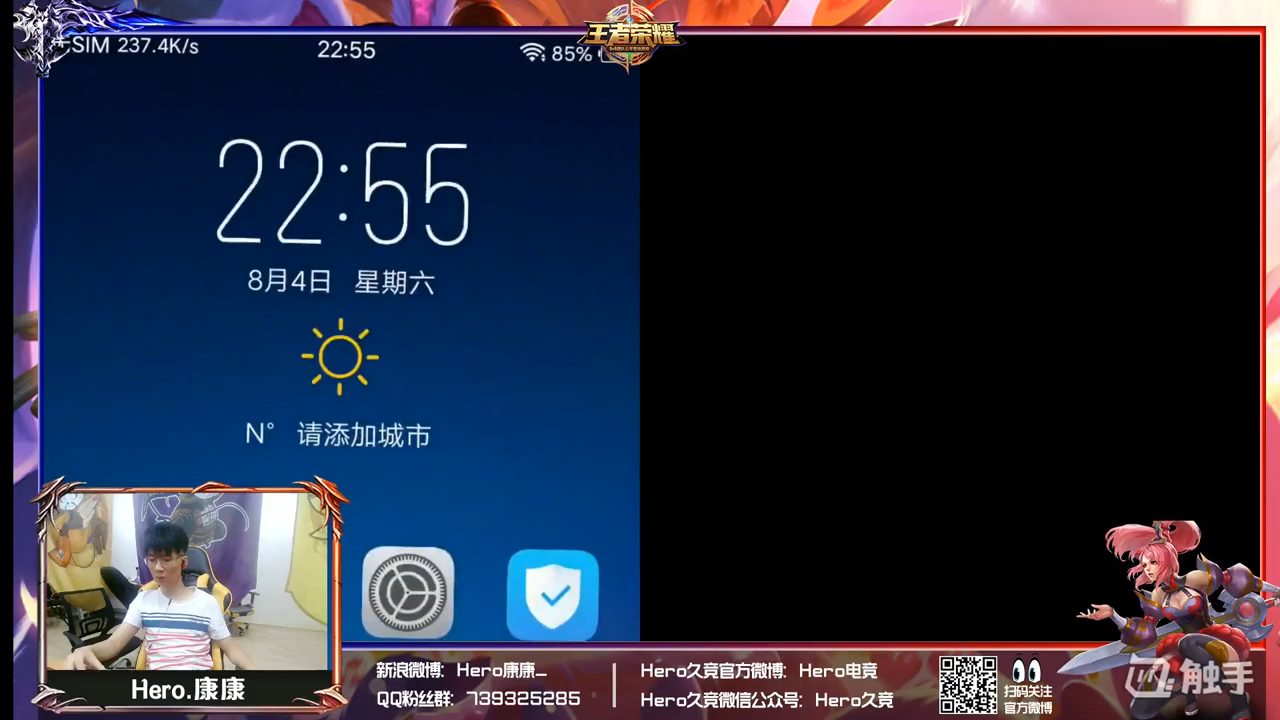 SIM 237.4K/s
22:55
85%
王者荣耀
22:55
8月4日 星期六
N° 请添加城市
Hero.康康
新浪微博: Hero康康_
QQ粉丝群: 739325285
Hero久竞官方微博: Hero电竞
Hero久竞微信公众号: Hero久竞
扫码关注
官方微博
触手